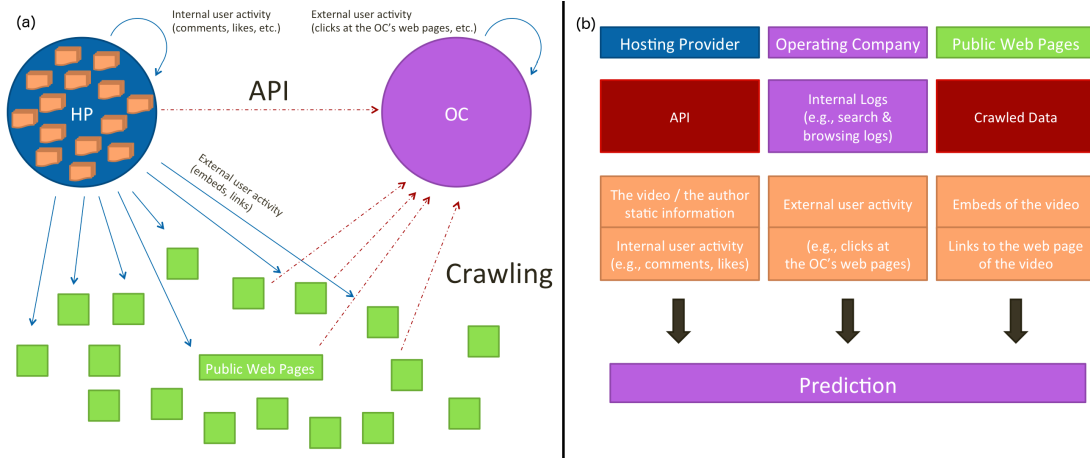 (a)
Internal user activity
(comments, likes, etc.)
External user activity
(clicks at the OC's web pages, etc.)
HP
API
OC
External user activity
(embeds, links)
Crawling
Public Web Pages
(b)
Hosting Provider
Operating Company
Public Web Pages
API
Internal Logs
(e.g., search &
browsing logs)
Crawled Data
The video / the author
static information
External user activity
Embeds of the video
Internal user activity
(e.g., comments, likes)
(e.g., clicks at
the OC's web pages)
Links to the web page
of the video
Prediction